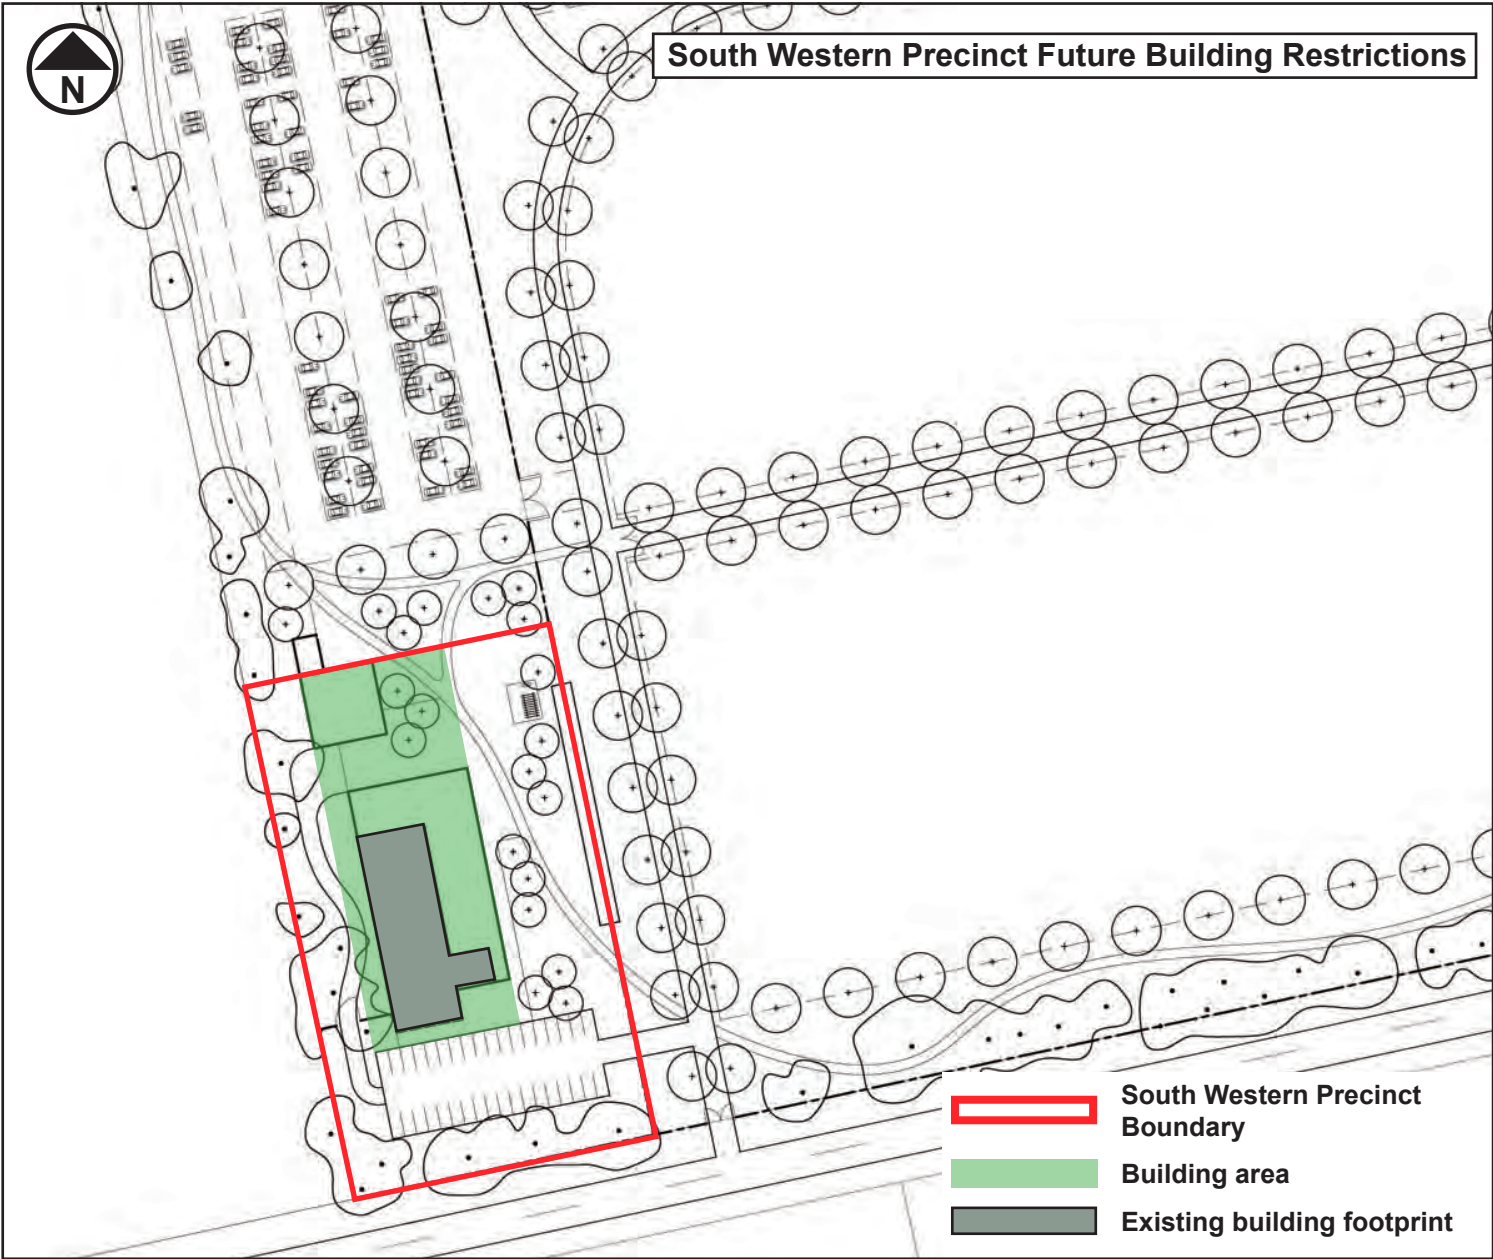 South Western Precinct Future Building Restrictions
N
South Western Precinct
Boundary
Building area
Existing building footprint